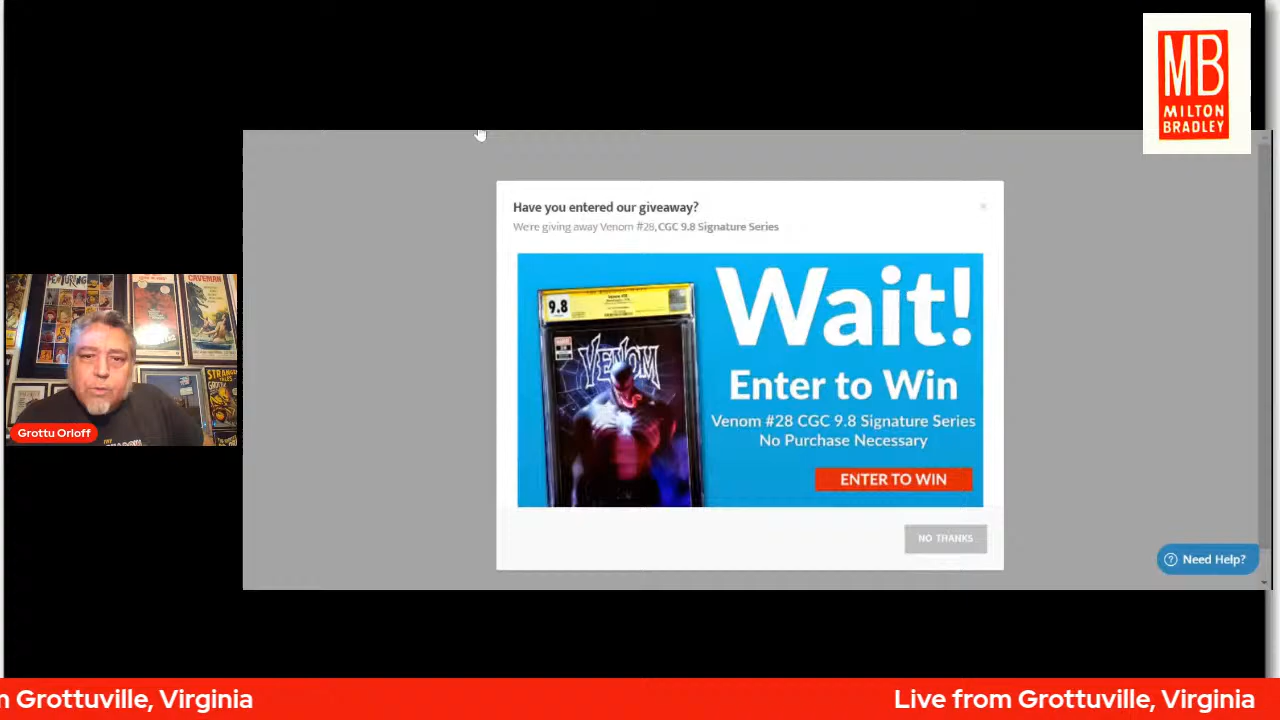 MB
MILTON
BRADLEY
Have you entered our giveaway?
We're giving away Venom #28, CGC 9.8 Signature Series
9.8
VENOM
Wait!
Enter to Win
Venom #28 CGC 9.8 Signature Series
No Purchase Necessary
ENTER TO WIN
NO THANKS
Need Help?
CAVEMAN
Grottu Orloff
m Grottuville, Virginia
Live from Grottuville, Virginia